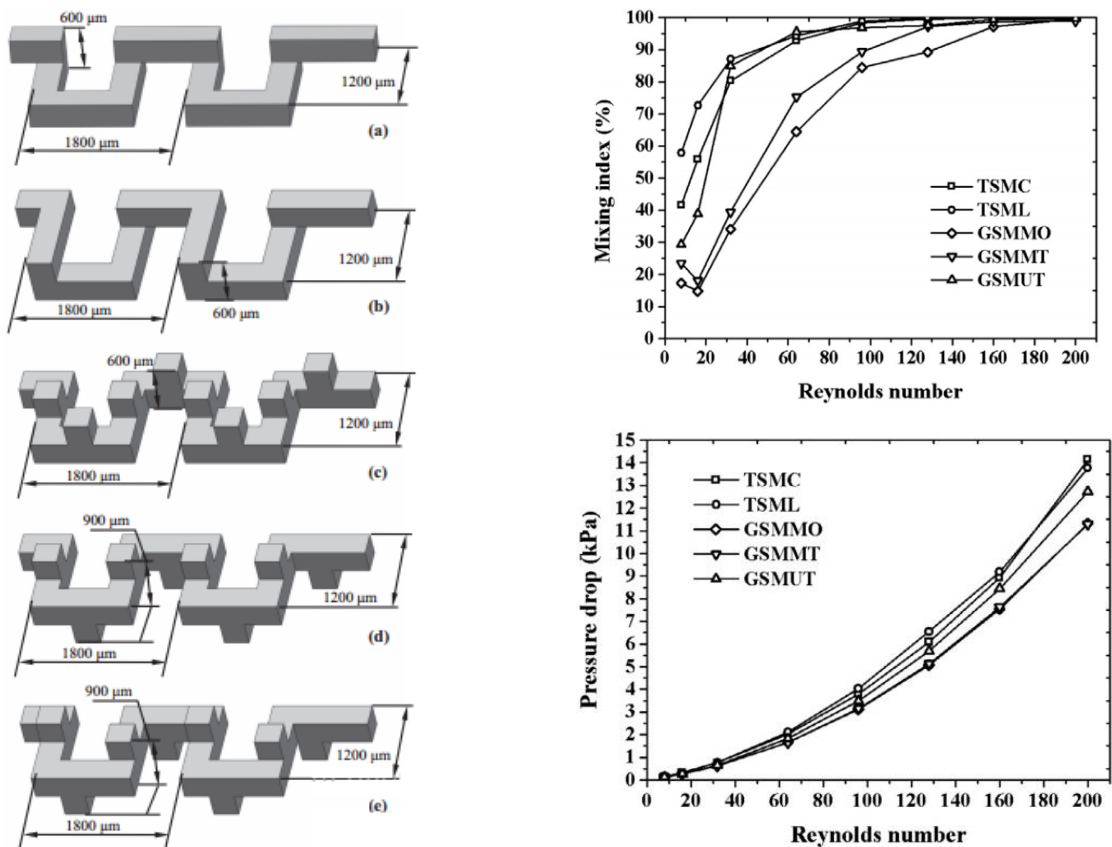 600 μm
1200 μm
1800 μm
(a)
1200 μm
1800 μm
600 μm
(b)
600 μm
1200 μm
1800 μm
(c)
900 μm
1200 μm
1800 μm
(d)
900 μm
1200 μm
1800 μm
(e)
100
90
80
70
60
50
40
30
20
10
0
Mixing index (%)
TSMC
TSML
GSMMO
GSMMT
GSMUT
0 20 40 60 80 100 120 140 160 180 200
Reynolds number
15
14
13
12
11
10
9
8
7
6
5
4
3
2
1
0
Pressure drop (kPa)
TSMC
TSML
GSMMO
GSMMT
GSMUT
0 20 40 60 80 100 120 140 160 180 200
Reynolds number